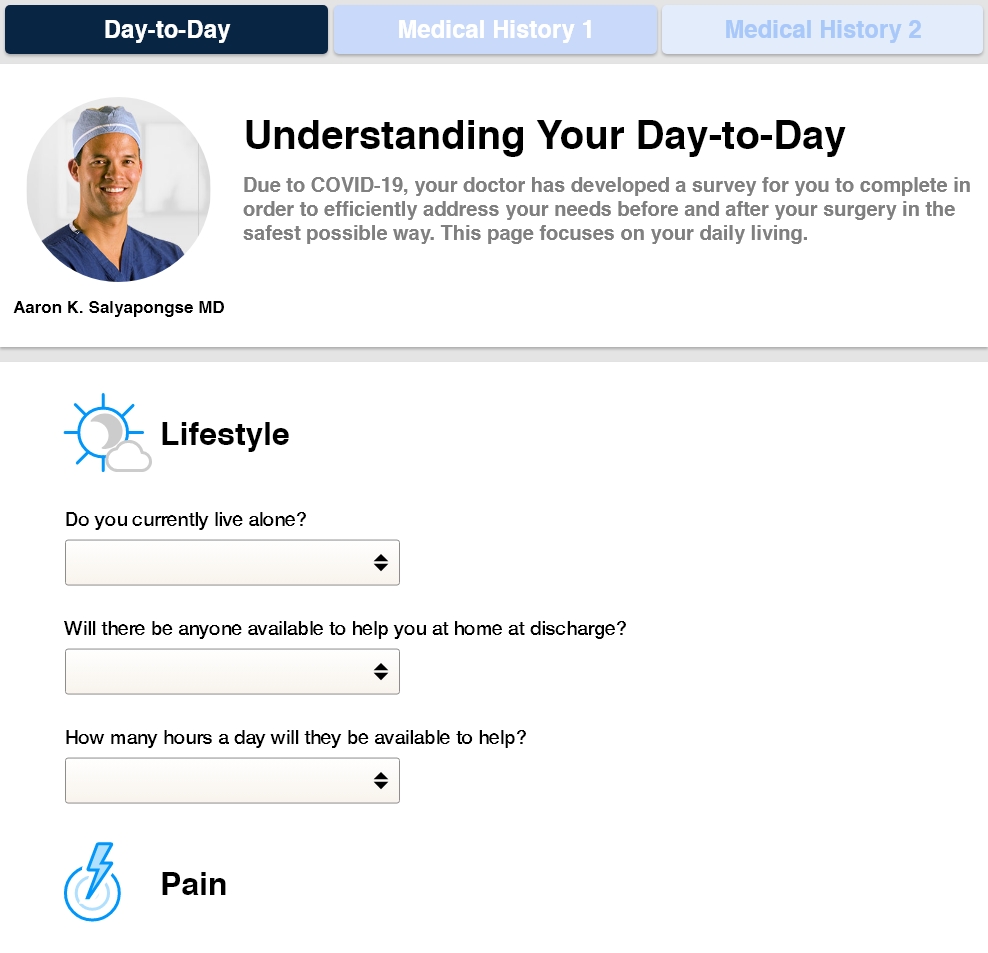 Day-to-Day
Medical History 1
Medical History 2
Understanding Your Day-to-Day
Due to COVID-19, your doctor has developed a survey for you to complete in
order to efficiently address your needs before and after your surgery in the
safest possible way. This page focuses on your daily living.
Aaron K. Salyapongse MD
Lifestyle
Do you currently live alone?
Will there be anyone available to help you at home at discharge?
How many hours a day will they be available to help?
Pain